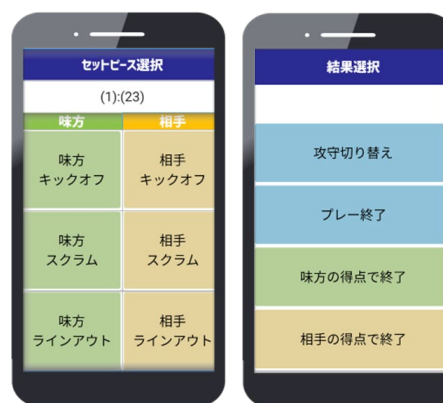 セットピース選択
(1):(23)
味方 相手
味方
キックオフ
相手
キックオフ
味方
スクラム
相手
スクラム
味方
ラインアウト
相手
ラインアウト
結果選択
攻守切り替え
プレー終了
味方の得点で終了
相手の得点で終了